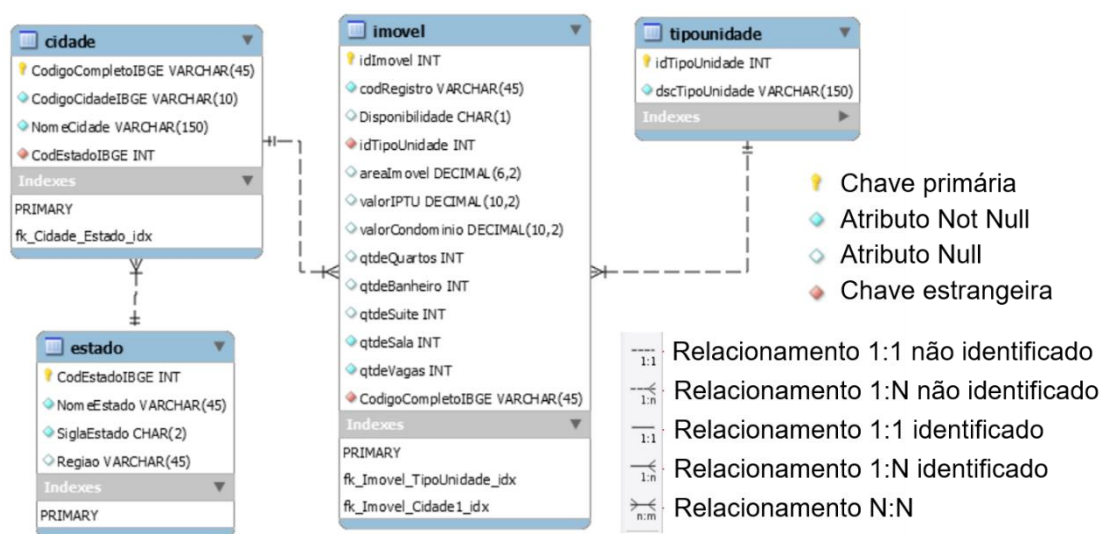 cidade
CodigoCompletoIBGE VARCHAR(45)
CodigoCidadeIBGE VARCHAR(10)
NomeCidade VARCHAR(150)
CodEstadoIBGE INT
Indexes
PRIMARY
fk_Cidade_Estado_idx
estado
CodEstadoIBGE INT
NomeEstado VARCHAR(45)
SiglaEstado CHAR(2)
Regiao VARCHAR(45)
Indexes
PRIMARY
imovel
idImovel INT
codRegistro VARCHAR(45)
Disponibilidade CHAR(1)
idTipoUnidade INT
areaImovel DECIMAL(6,2)
valorIPTU DECIMAL(10,2)
valorCondominio DECIMAL(10,2)
qtdeQuartos INT
qtdeBanheiro INT
qtdeSuite INT
qtdeSala INT
qtdeVagas INT
CodigoCompletoIBGE VARCHAR(45)
Indexes
PRIMARY
fk_Imovel_TipoUnidade_idx
fk_Imovel_Cidade1_idx
tipounidade
idTipoUnidade INT
dscTipoUnidade VARCHAR(150)
Indexes
Chave primária
Atributo Not Null
Atributo Null
Chave estrangeira
1:1 Relacionamento 1:1 não identificado
1:n Relacionamento 1:N não identificado
1:1 Relacionamento 1:1 identificado
1:n Relacionamento 1:N identificado
n:m Relacionamento N:N